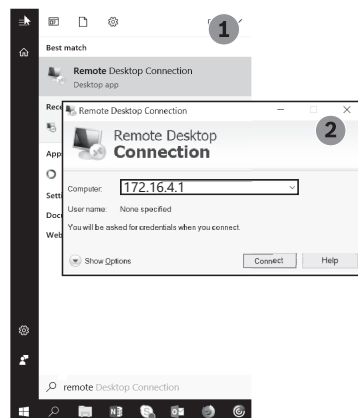 1
Best match
Remote Desktop Connection
Desktop app
Rece
Remote Desktop Connection
2
Remote Desktop
Connection
App
Computer: 172.16.4.1
Setti
User name: None specified
Docu
You will be asked for credentials when you connect.
Web
Show Options
Connect
Help
remote Desktop Connection